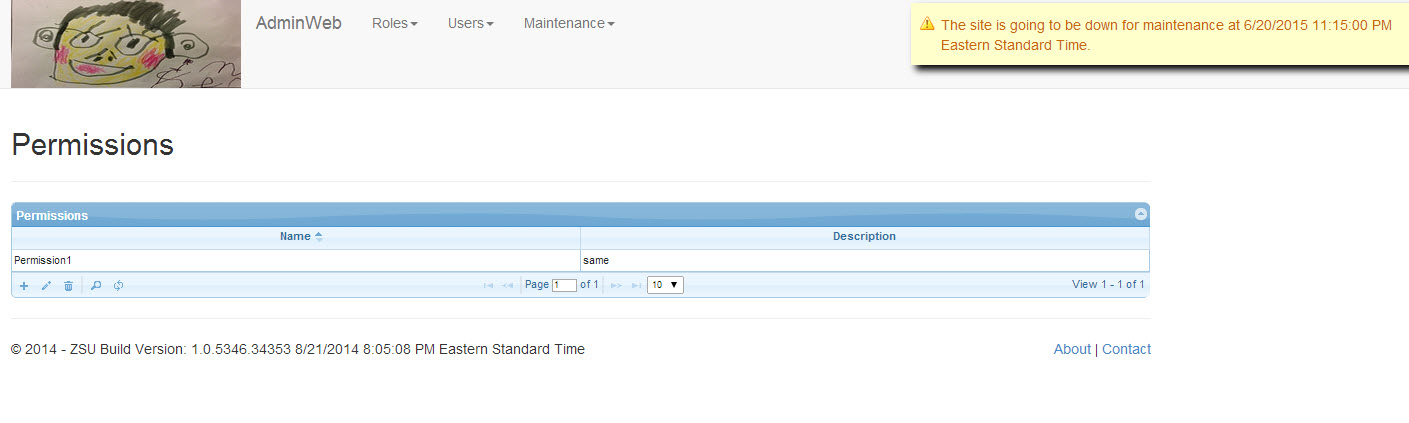 AdminWeb Roles Users Maintenance
The site is going to be down for maintenance at 6/20/2015 11:15:00 PM
Eastern Standard Time.
Permissions
Permissions
Name Description
Permission1 same
Page 1 of 1 10 View 1 - 1 of 1
© 2014 - ZSU Build Version: 1.0.5346.34353 8/21/2014 8:05:08 PM Eastern Standard Time About | Contact